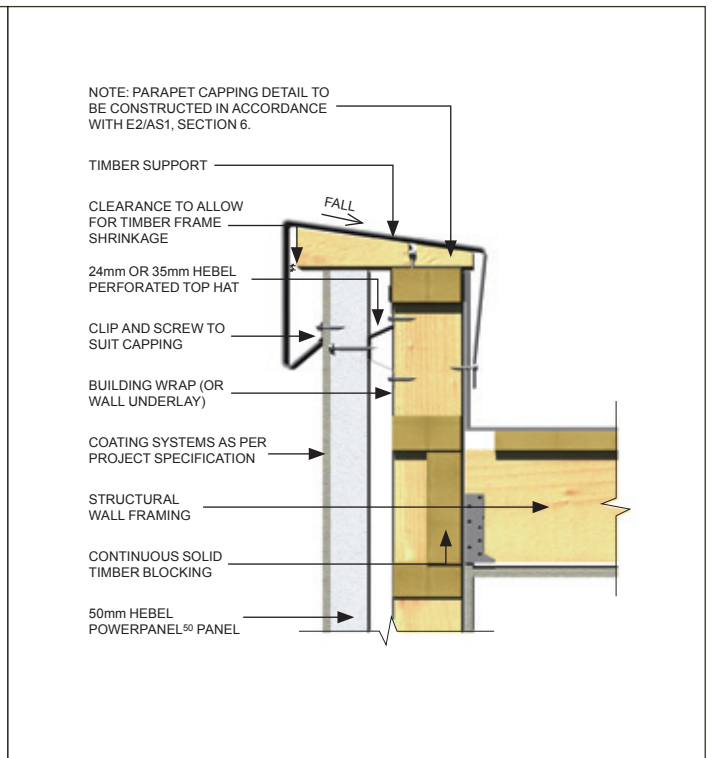 NOTE: PARAPET CAPPING DETAIL TO
BE CONSTRUCTED IN ACCORDANCE
WITH E2/AS1, SECTION 6.
TIMBER SUPPORT
FALL
CLEARANCE TO ALLOW
FOR TIMBER FRAME
SHRINKAGE
24mm OR 35mm HEBEL
PERFORATED TOP HAT
CLIP AND SCREW TO
SUIT CAPPING
BUILDING WRAP (OR
WALL UNDERLAY)
COATING SYSTEMS AS PER
PROJECT SPECIFICATION
STRUCTURAL
WALL FRAMING
CONTINUOUS SOLID
TIMBER BLOCKING
50mm HEBEL
POWERPANEL⁵⁰ PANEL